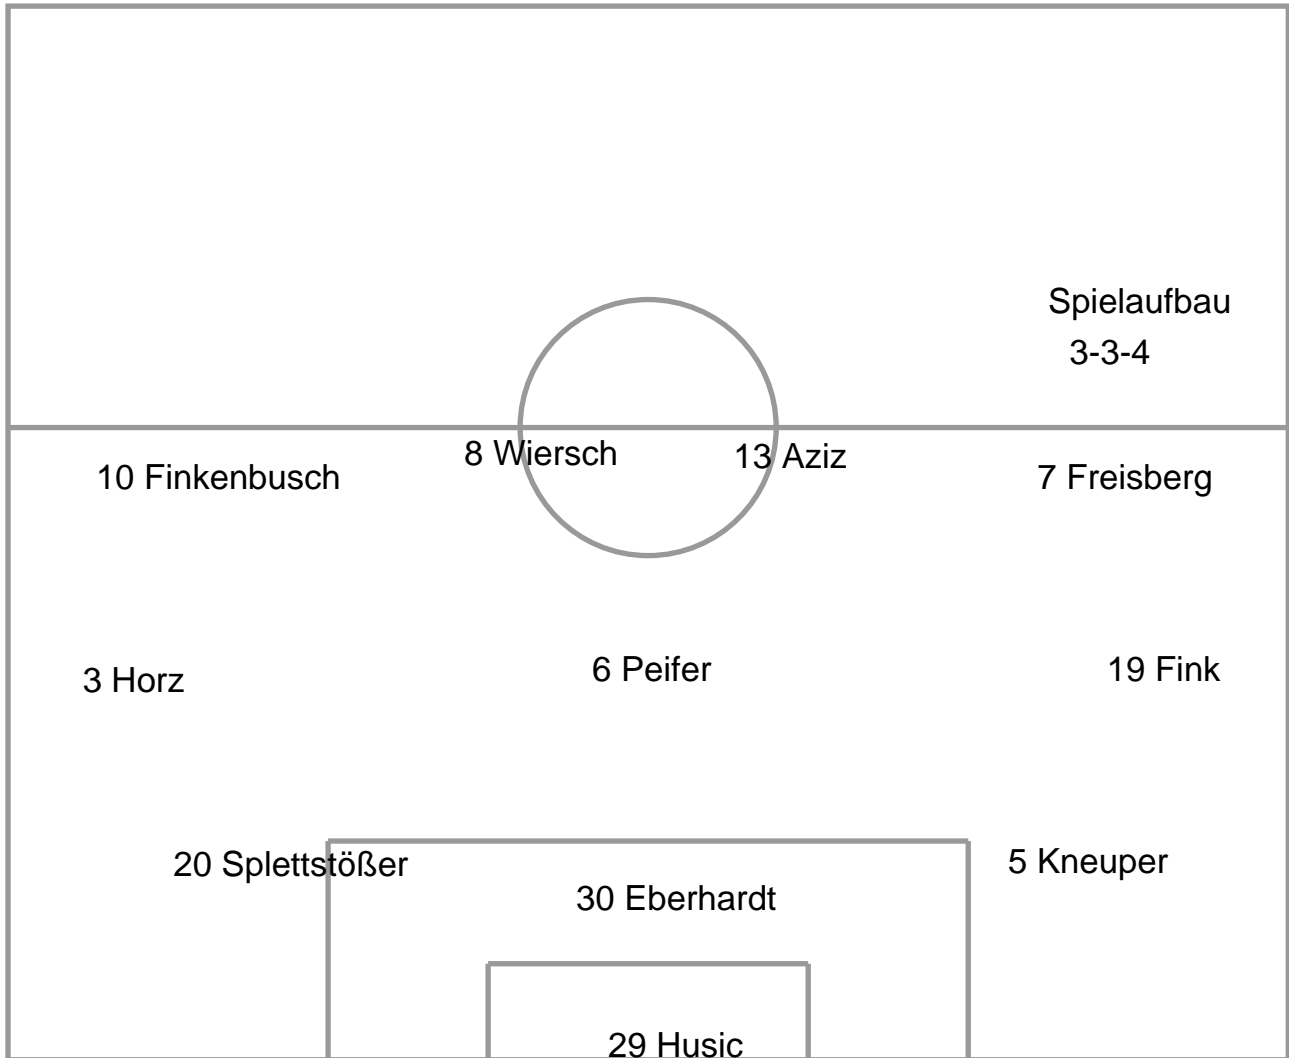 Spielaufbau
3-3-4
8 Wiersch
13 Aziz
10 Finkenbusch
7 Freisberg
3 Horz
6 Peifer
19 Fink
20 Splettstößer
5 Kneuper
30 Eberhardt
29 Husic